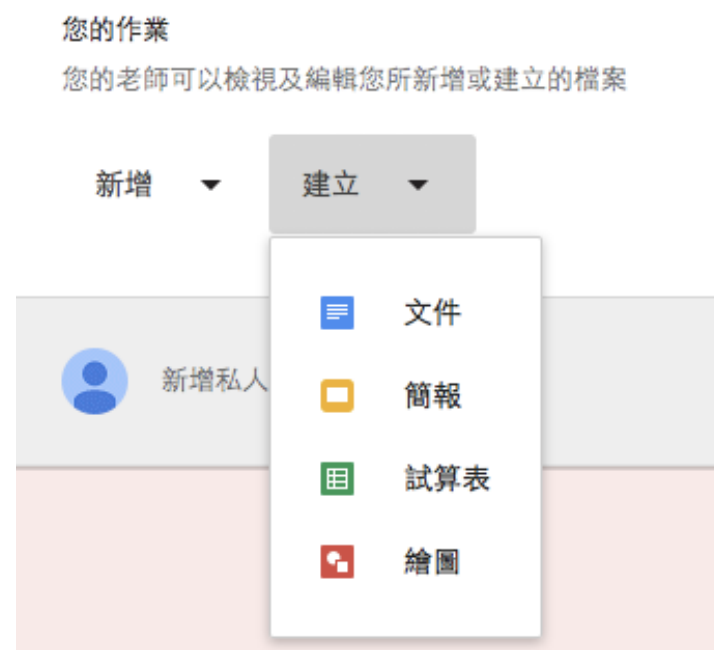 您的作業
您的老師可以檢視及編輯您所新增或建立的檔案
新增
建立
文件
新增私人
簡報
試算表
繪圖